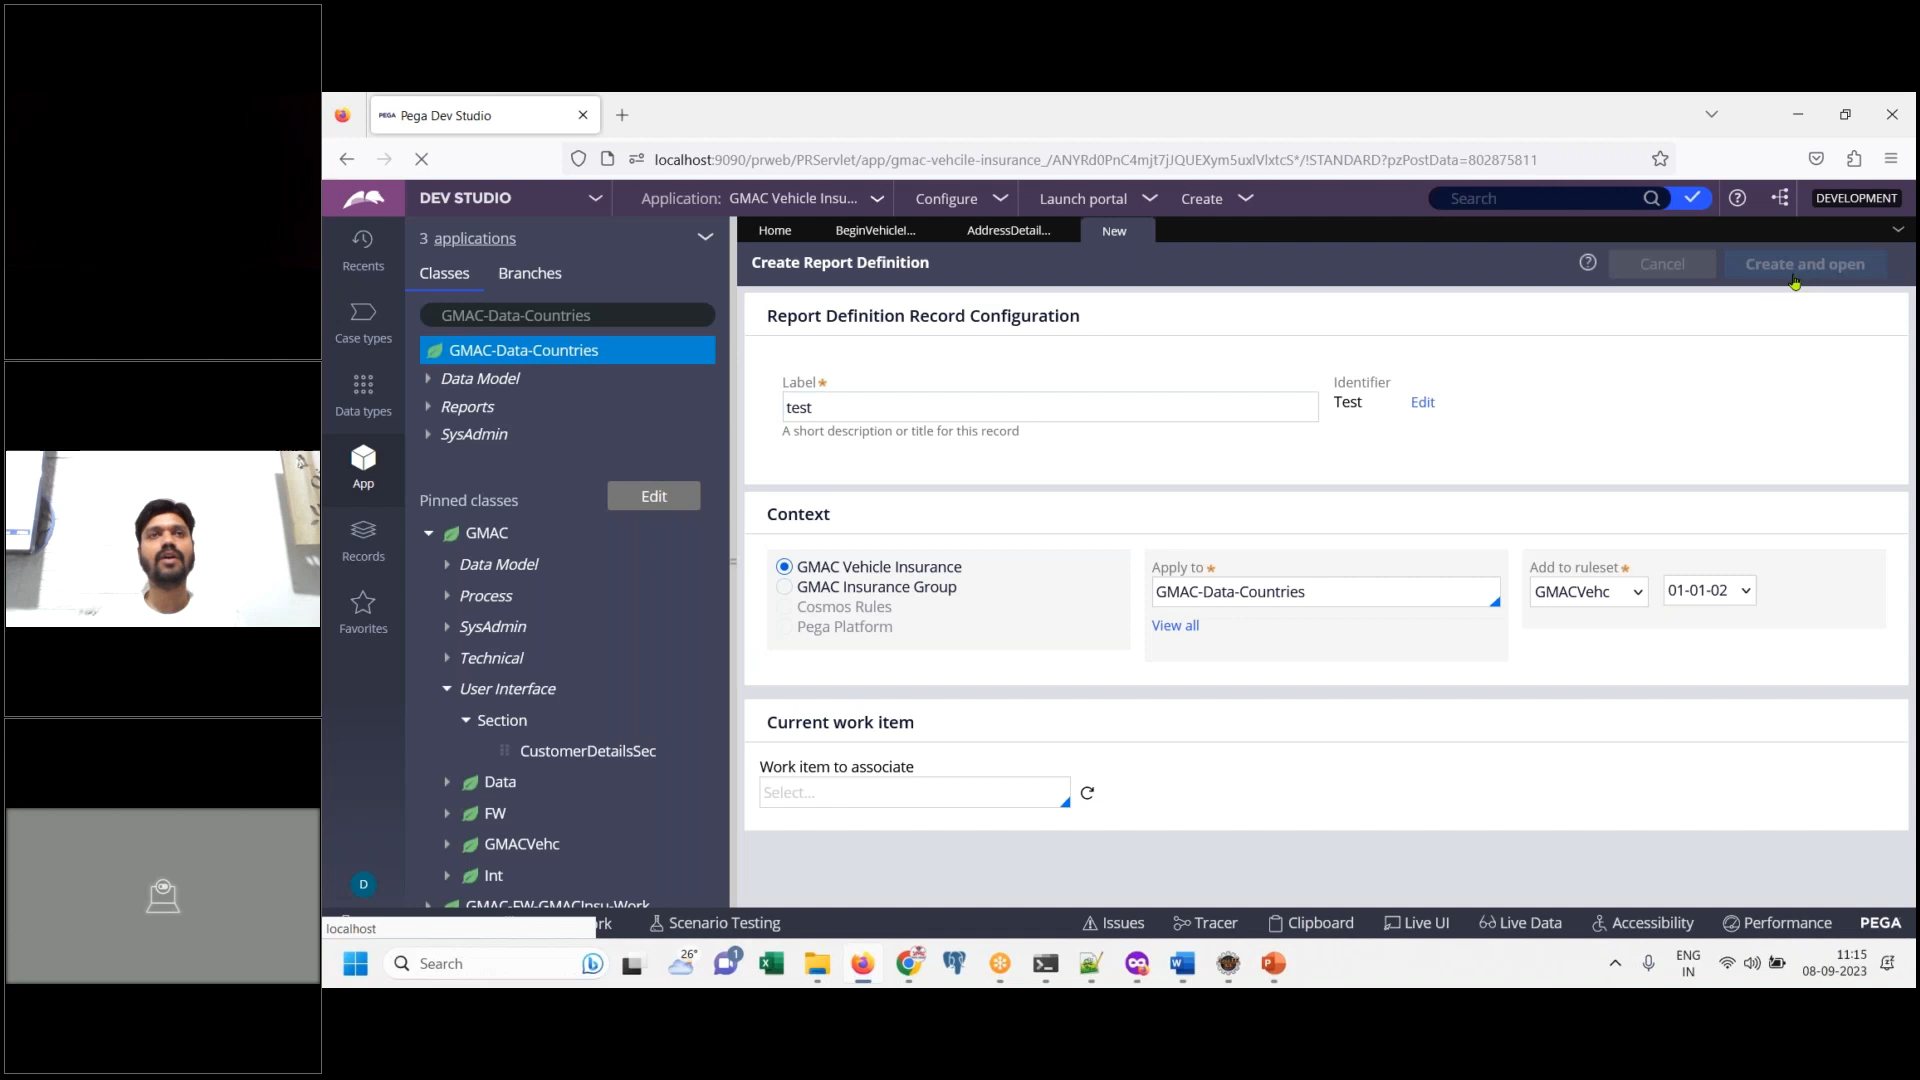 PEGA Pega Dev Studio
localhost:9090/prweb/PRServlet/app/gmac-vehcile-insurance_/ANYRd0PnC4mjt7jJQUEXym5uxlVlxtcS*/!STANDARD?pzPostData=802875811
DEV STUDIO
Application: GMAC Vehicle Insu...
Configure
Launch portal
Create
Search
DEVELOPMENT
Recents
Case types
Data types
App
Records
Favorites
D
3 applications
Classes
Branches
GMAC-Data-Countries
GMAC-Data-Countries
Data Model
Reports
SysAdmin
Pinned classes
Edit
GMAC
Data Model
Process
SysAdmin
Technical
User Interface
Section
CustomerDetailsSec
Data
FW
GMACVehc
Int
GMAC-FW-GMACInsu-Work
Home
BeginVehicleI...
AddressDetail...
New
Create Report Definition
Cancel
Create and open
Report Definition Record Configuration
Label*
test
A short description or title for this record
Identifier
Test
Edit
Context
GMAC Vehicle Insurance
GMAC Insurance Group
Cosmos Rules
Pega Platform
Apply to*
GMAC-Data-Countries
View all
Add to ruleset*
GMACVehc
01-01-02
Current work item
Work item to associate
Select...
localhost
rk
Scenario Testing
Issues
Tracer
Clipboard
Live UI
Live Data
Accessibility
Performance
PEGA
Search
26°
1
ENG
IN
11:15
08-09-2023